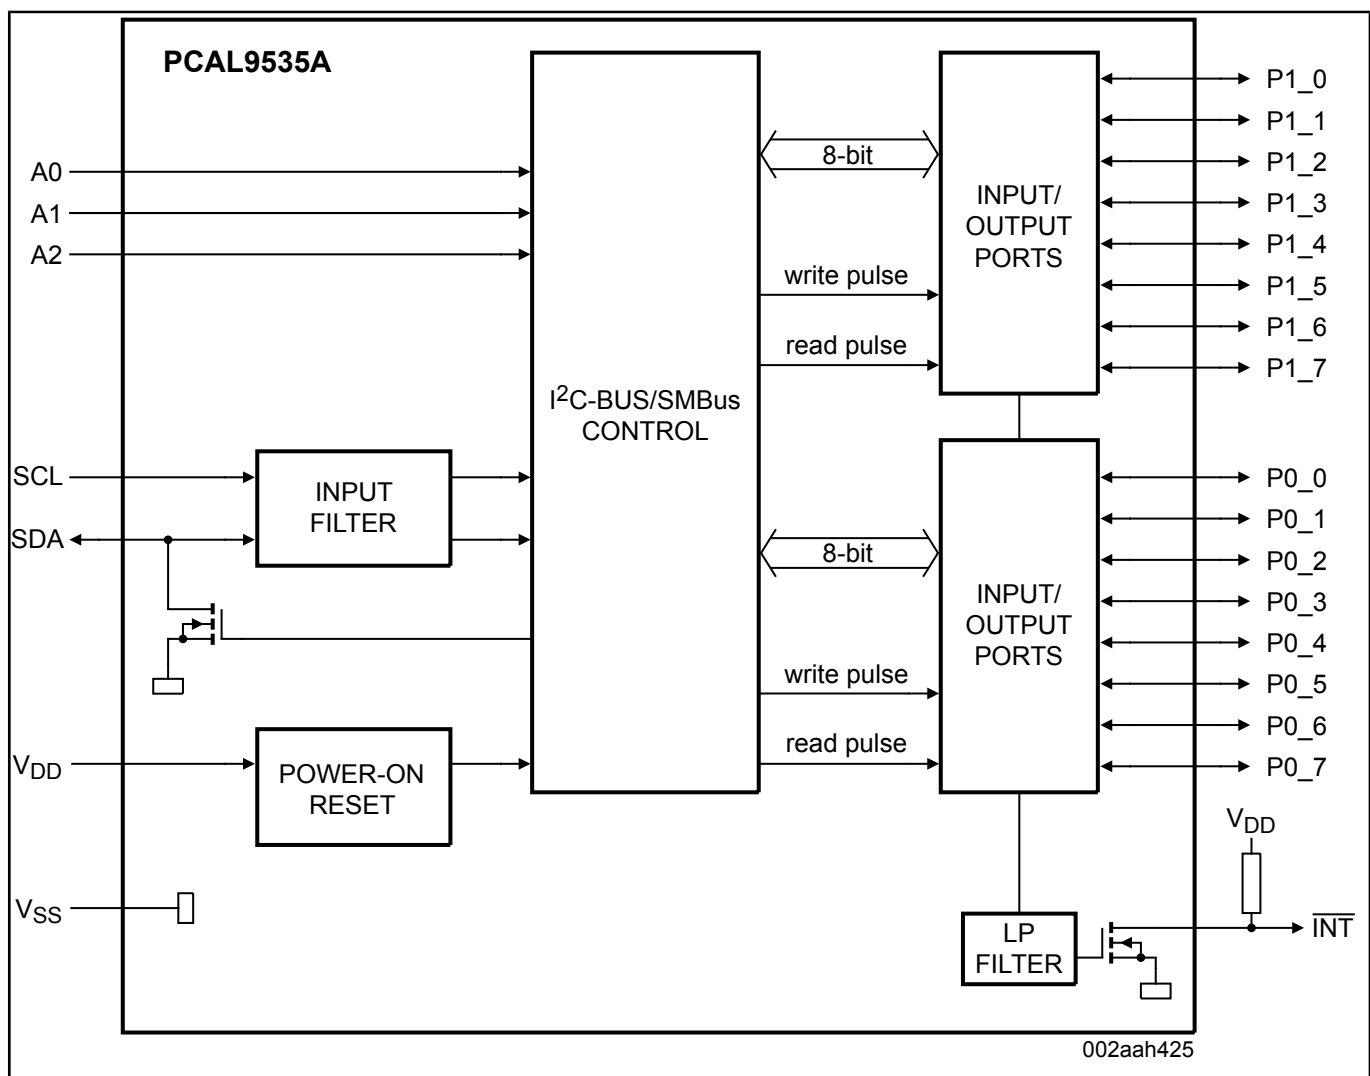 PCAL9535A
A0
A1
A2
SCL
SDA
VDD
VSS
INPUT
FILTER
POWER-ON
RESET
I2C-BUS/SMBus
CONTROL
8-bit
write pulse
read pulse
8-bit
write pulse
read pulse
INPUT/
OUTPUT
PORTS
INPUT/
OUTPUT
PORTS
LP
FILTER
P1_0
P1_1
P1_2
P1_3
P1_4
P1_5
P1_6
P1_7
P0_0
P0_1
P0_2
P0_3
P0_4
P0_5
P0_6
P0_7
VDD
INT
002aah425